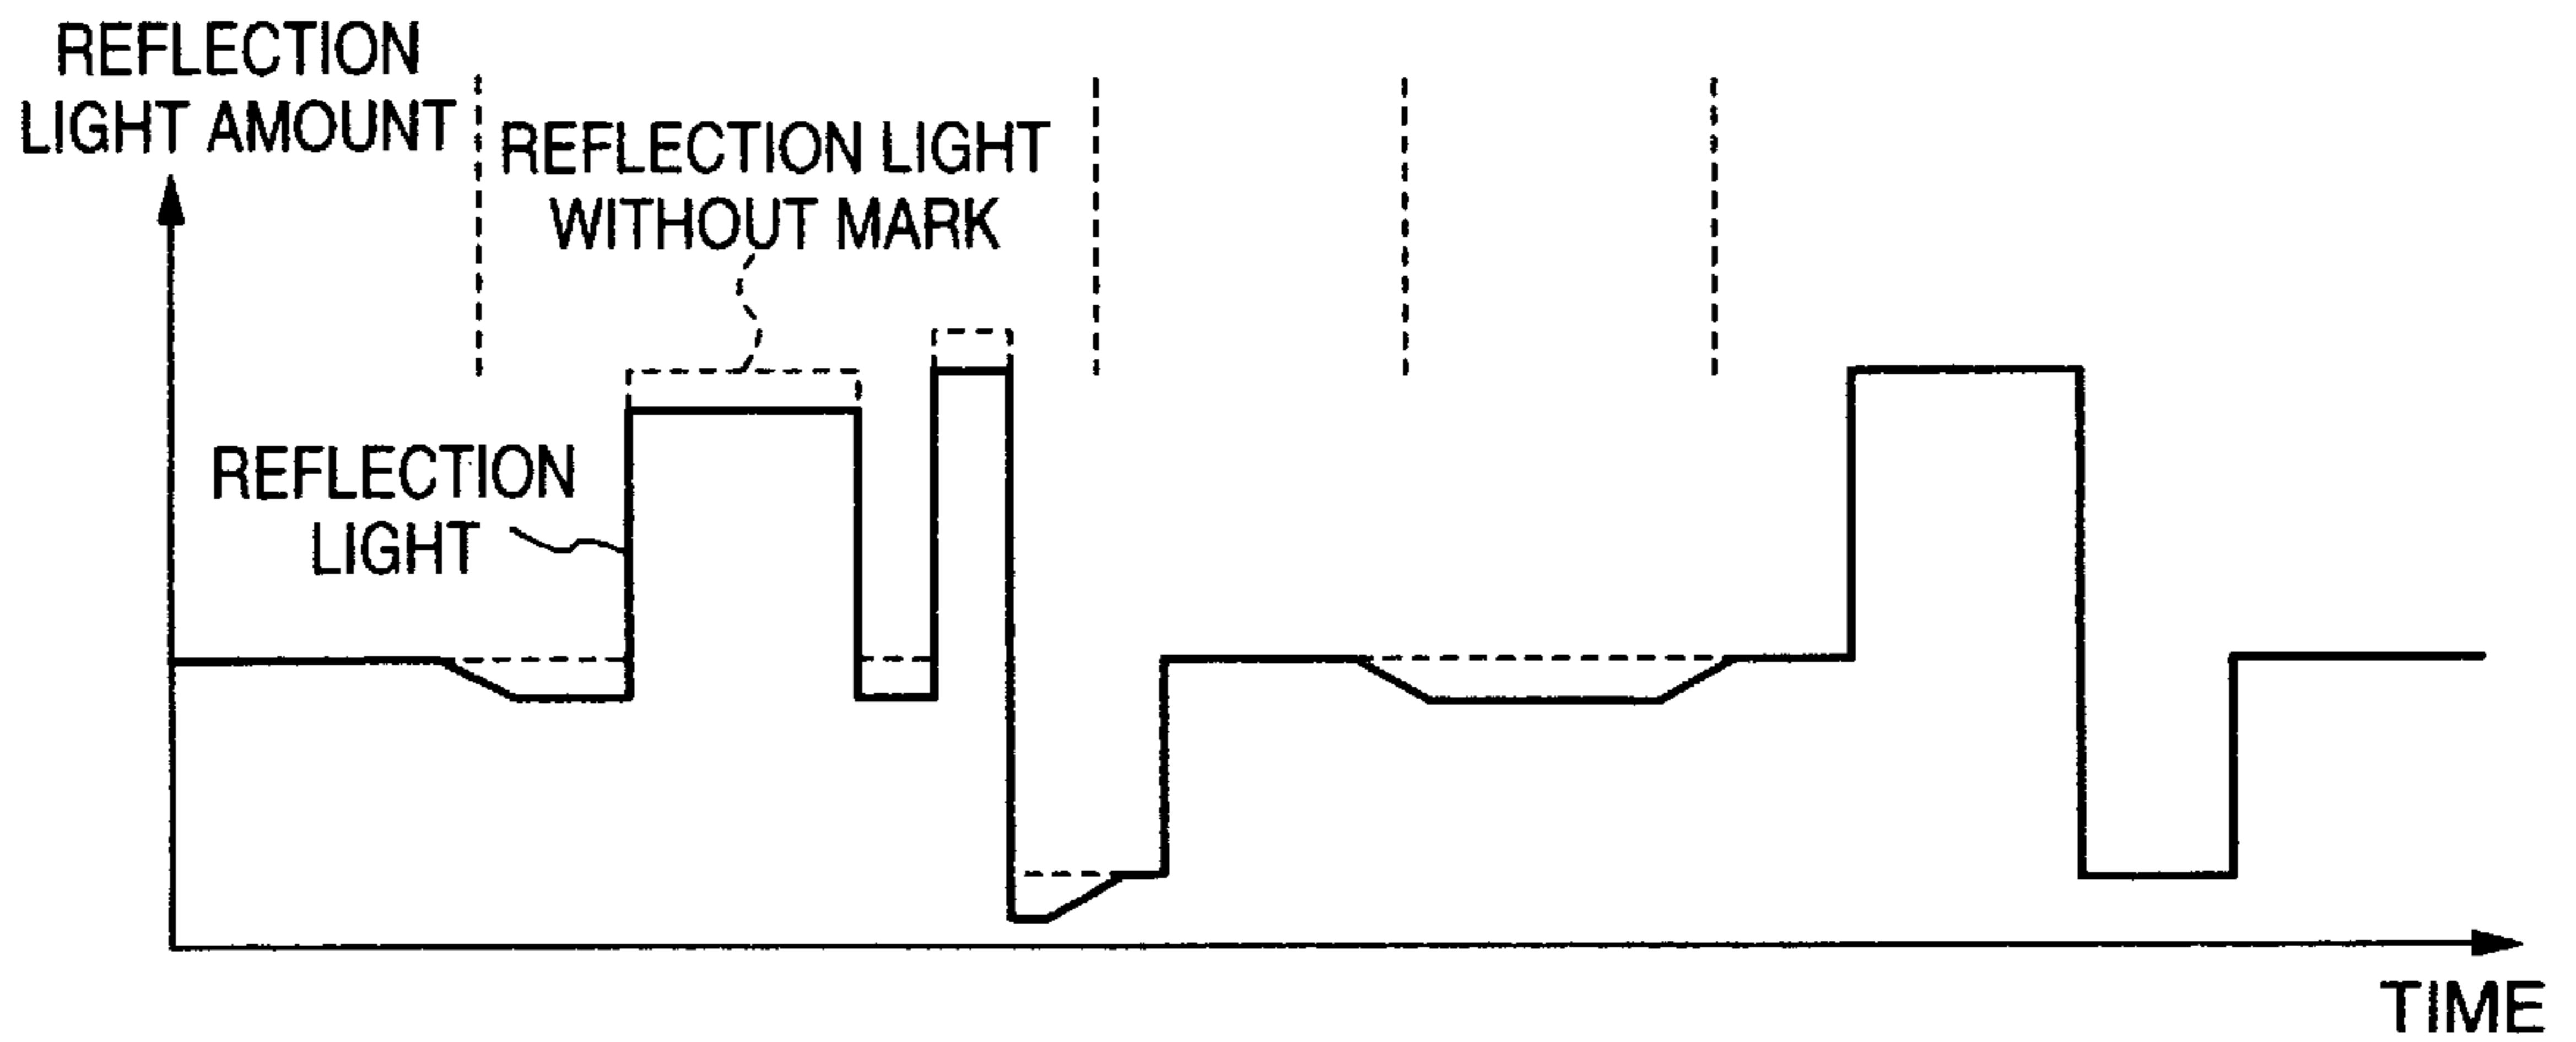 REFLECTION
LIGHT AMOUNT
REFLECTION LIGHT
WITHOUT MARK
REFLECTION
LIGHT
TIME